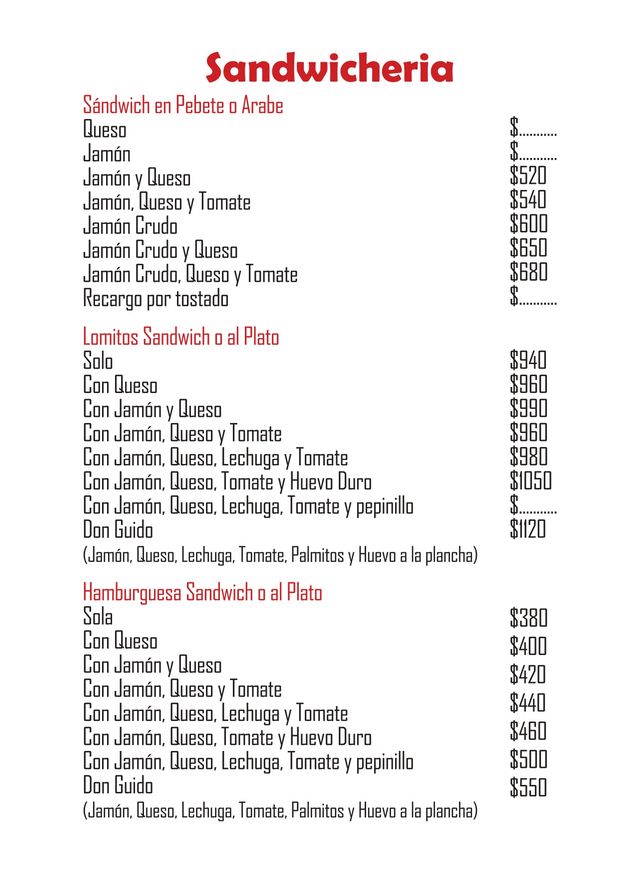 Sandwicheria
Sándwich en Pebete o Arabe
Queso $...........
Jamón $...........
Jamón y Queso $520
Jamón, Queso y Tomate $540
Jamón Crudo $600
Jamón Crudo y Queso $650
Jamón Crudo, Queso y Tomate $680
Recargo por tostado $...........
Lomitos Sandwich o al Plato
Solo $940
Con Queso $960
Con Jamón y Queso $990
Con Jamón, Queso y Tomate $960
Con Jamón, Queso, Lechuga y Tomate $980
Con Jamón, Queso, Tomate y Huevo Duro $1050
Con Jamón, Queso, Lechuga, Tomate y pepinillo $...........
Don Guido $1120
(Jamón, Queso, Lechuga, Tomate, Palmitos y Huevo a la plancha)
Hamburguesa Sandwich o al Plato
Sola $380
Con Queso $400
Con Jamón y Queso $420
Con Jamón, Queso y Tomate $440
Con Jamón, Queso, Lechuga y Tomate $460
Con Jamón, Queso, Tomate y Huevo Duro $500
Con Jamón, Queso, Lechuga, Tomate y pepinillo $550
Don Guido
(Jamón, Queso, Lechuga, Tomate, Palmitos y Huevo a la plancha)